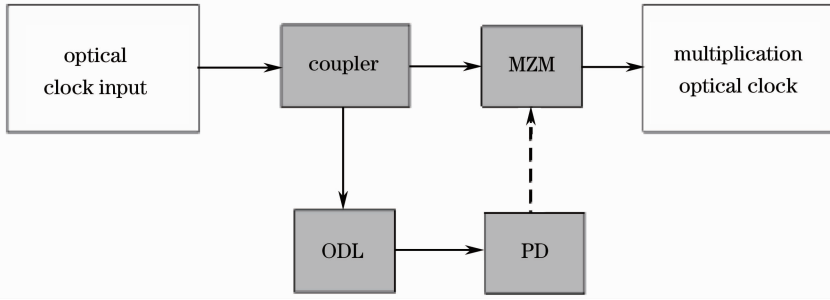 optical
clock input
coupler
MZM
multiplication
optical clock
ODL
PD